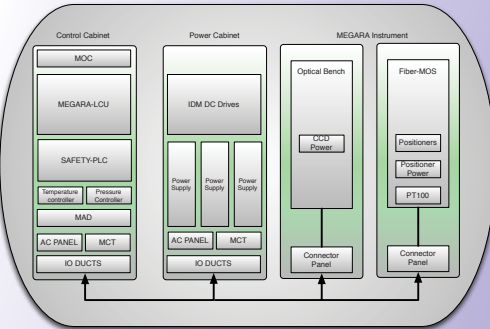 Control Cabinet
MOC
MEGARA-LCU
SAFETY-PLC
Temperature
controller
Pressure
Controller
MAD
AC PANEL
MCT
IO DUCTS
Power Cabinet
IDM DC Drives
Power
Supply
Power
Supply
Power
Supply
AC PANEL
MCT
IO DUCTS
MEGARA Instrument
Optical Bench
CCD
Power
Connector
Panel
Fiber-MOS
Positioners
Positioner
Power
PT100
Connector
Panel